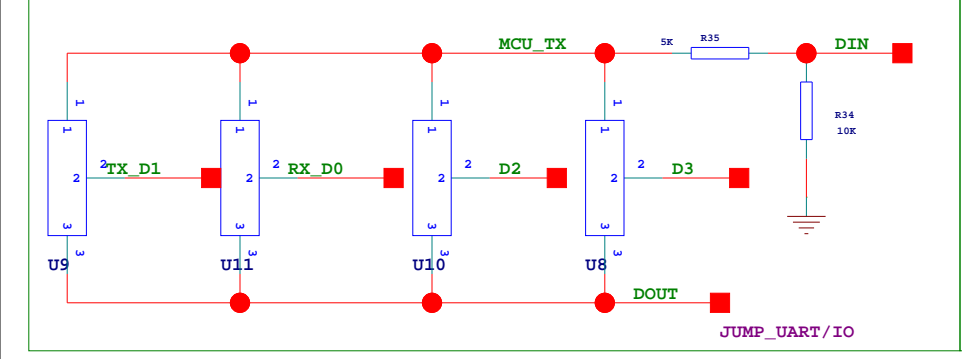 MCU_TX
5K
R35
DIN
1
1
1
1
1
1
1
1
R34
10K
2
TX_D1
2
2
RX_D0
2
2
D2
2
2
D3
2
3
3
3
3
3
3
3
3
U9
U11
U10
U8
DOUT
JUMP_UART/IO